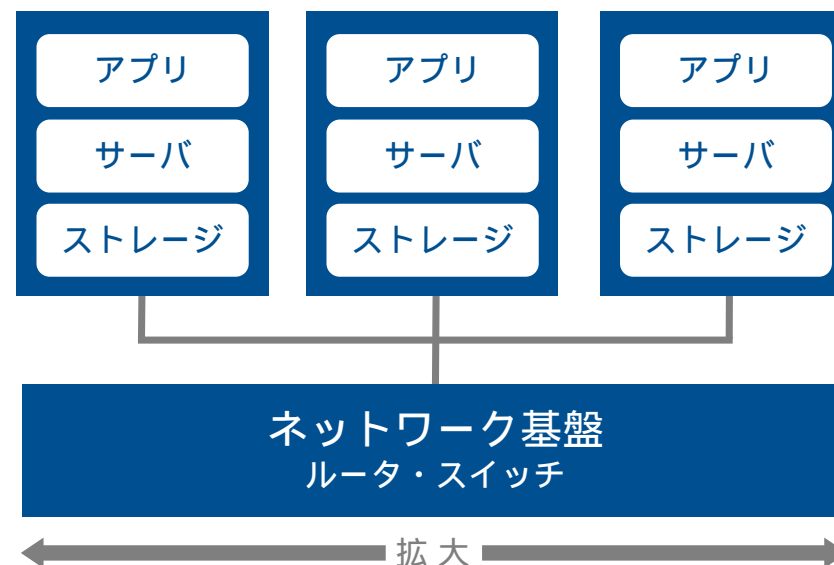 アプリ
サーバ
ストレージ
アプリ
サーバ
ストレージ
アプリ
サーバ
ストレージ
ネットワーク基盤
ルータ・スイッチ
拡大